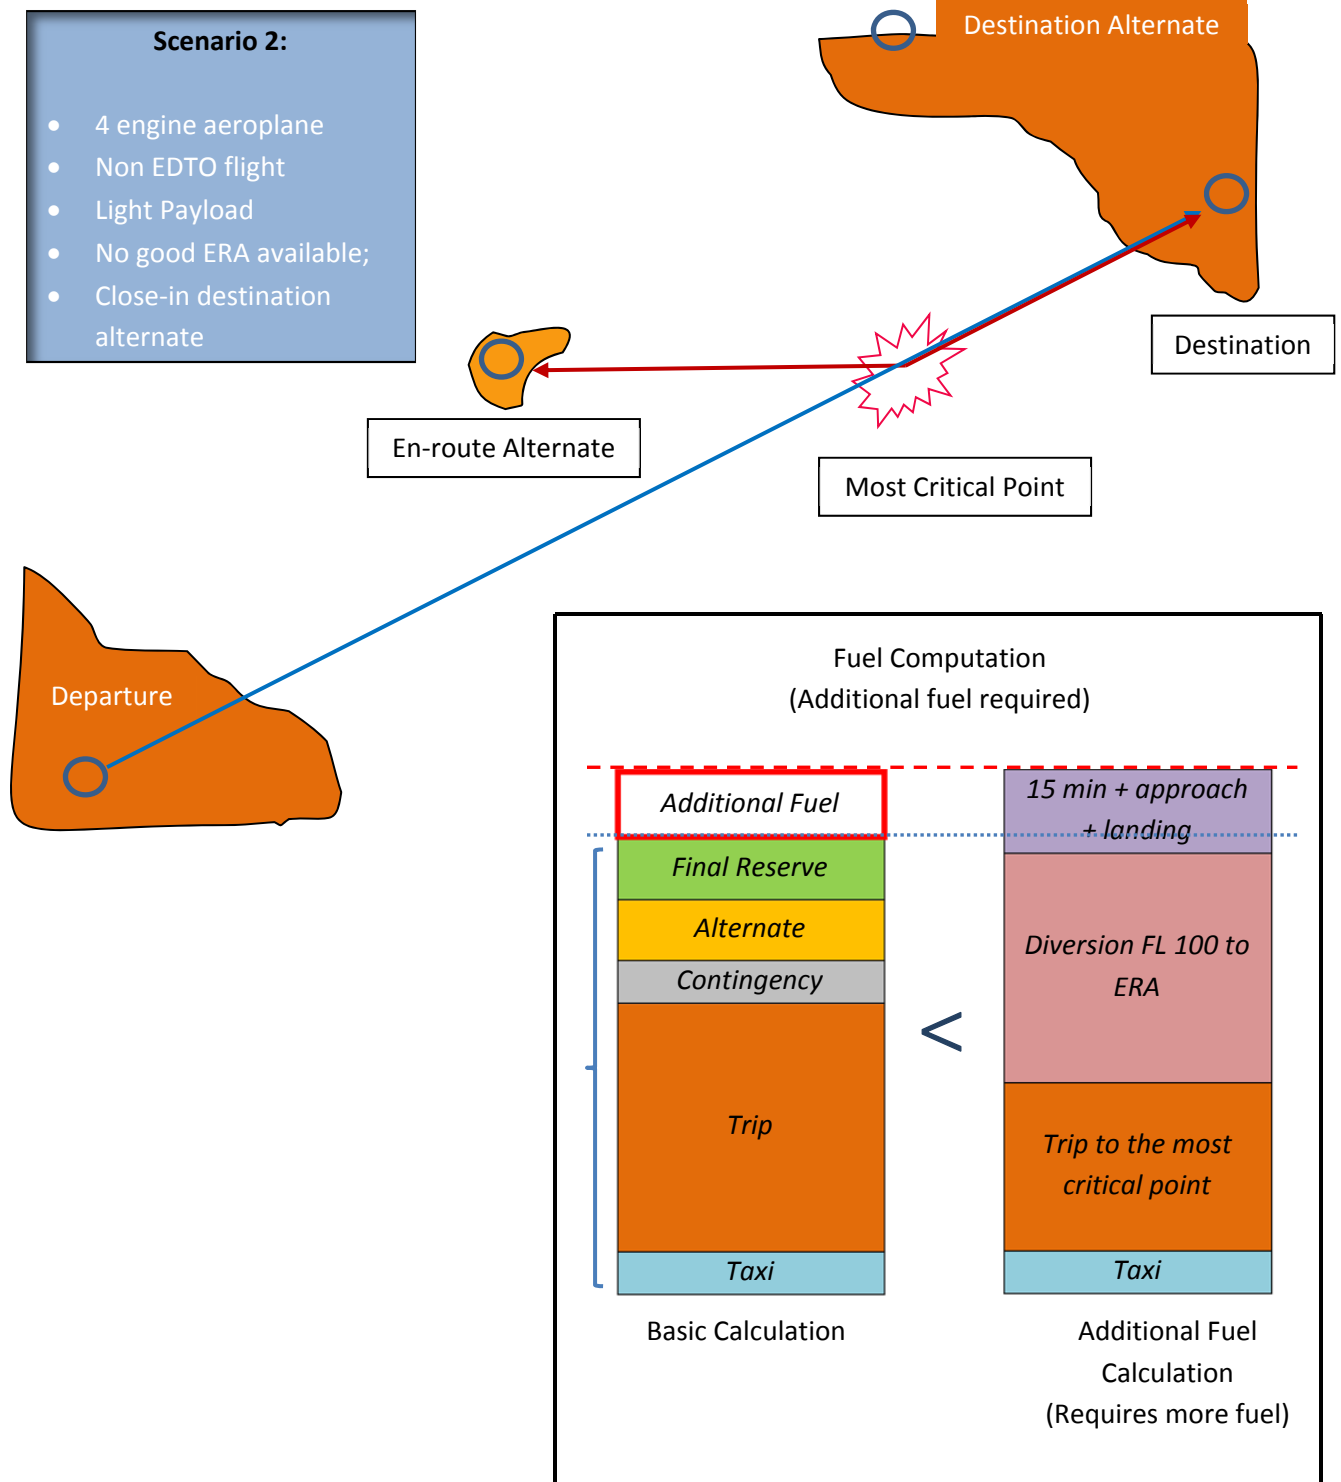 Scenario 2:
• 4 engine aeroplane
• Non EDTO flight
• Light Payload
• No good ERA available;
• Close-in destination
alternate
Destination Alternate
Destination
En-route Alternate
Most Critical Point
Departure
Fuel Computation
(Additional fuel required)
Additional Fuel
Final Reserve
Alternate
Contingency
Trip
Taxi
Basic Calculation
<
15 min + approach
+ landing
Diversion FL 100 to
ERA
Trip to the most
critical point
Taxi
Additional Fuel
Calculation
(Requires more fuel)